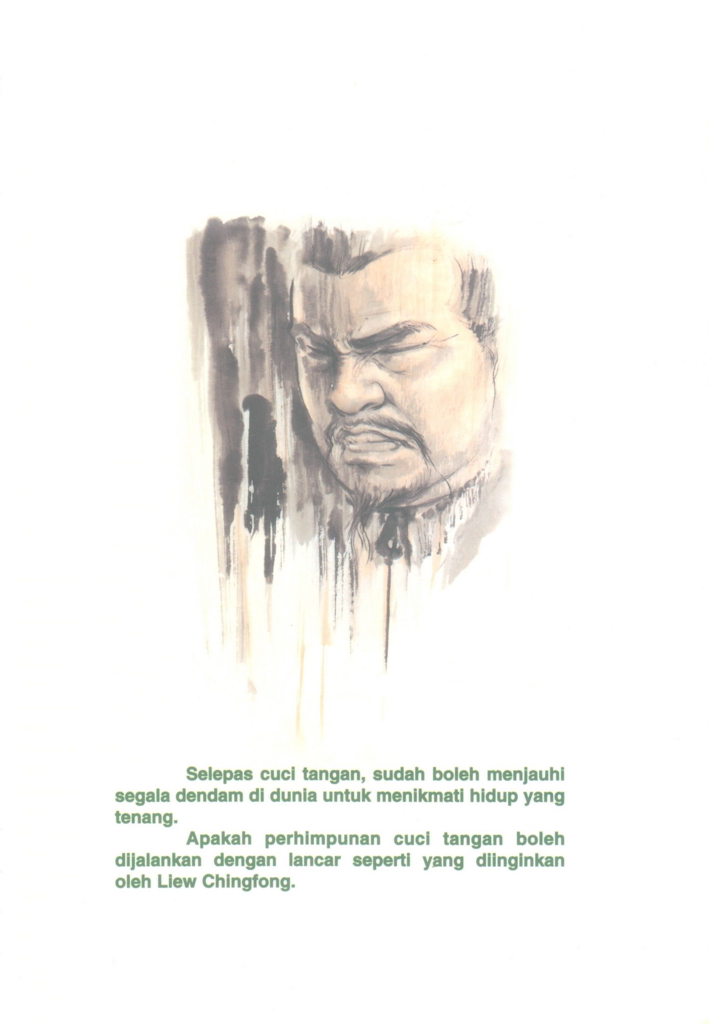 Selepas cuci tangan, sudah boleh menjauhi
segala dendam di dunia untuk menikmati hidup yang
tenang.
Apakah perhimpunan cuci tangan boleh
dijalankan dengan lancar seperti yang diinginkan
oleh Liew Chingfong.